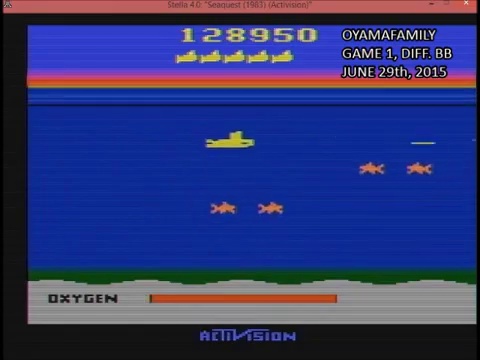 Stella 4.0: "Seaquest (1983) (Activision)"
128950
OYAMAFAMILY
GAME 1, DIFF. BB
JUNE 29th, 2015
OXYGEN
ACTIVISION